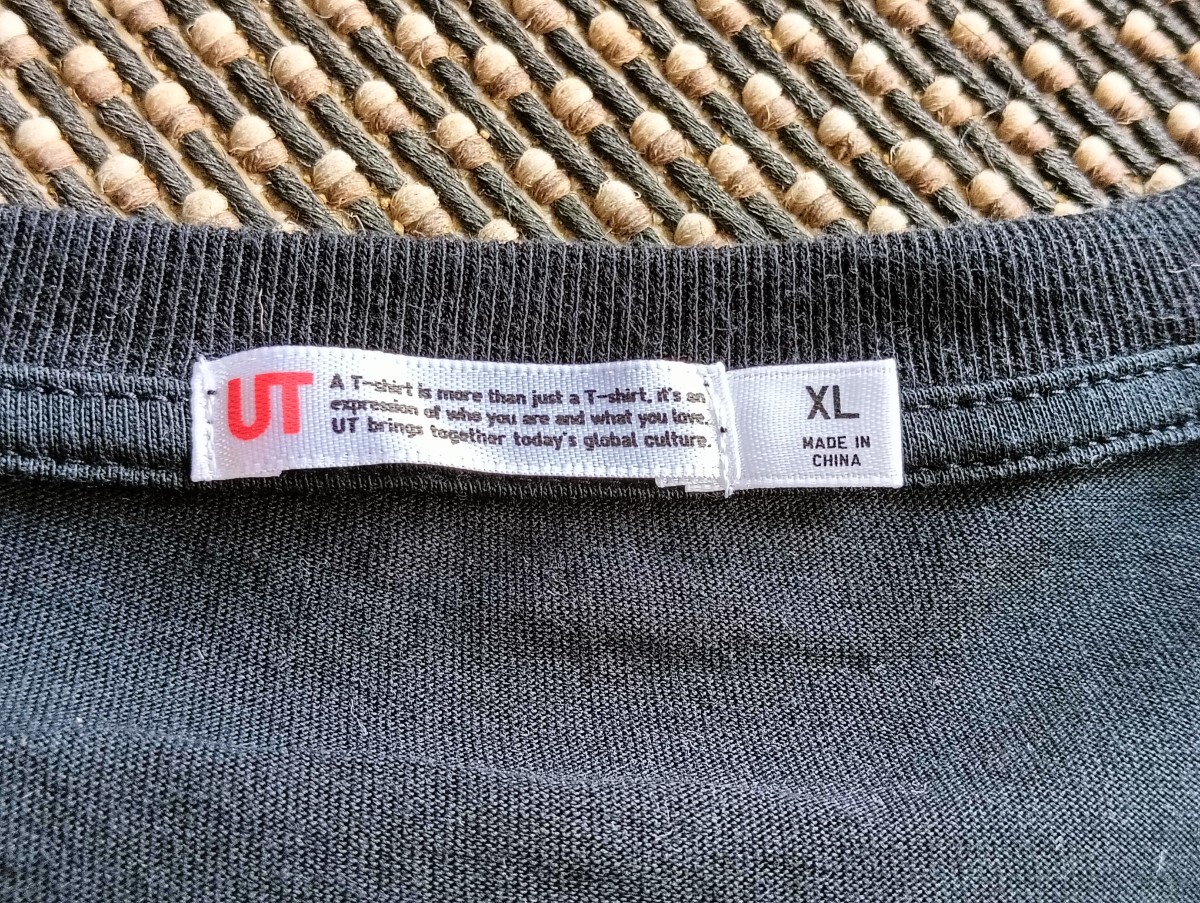 UT
A T-shirt is more than just a T-shirt, it's an
expression of who you are and what you love.
UT brings together today's global culture.
XL
MADE IN
CHINA